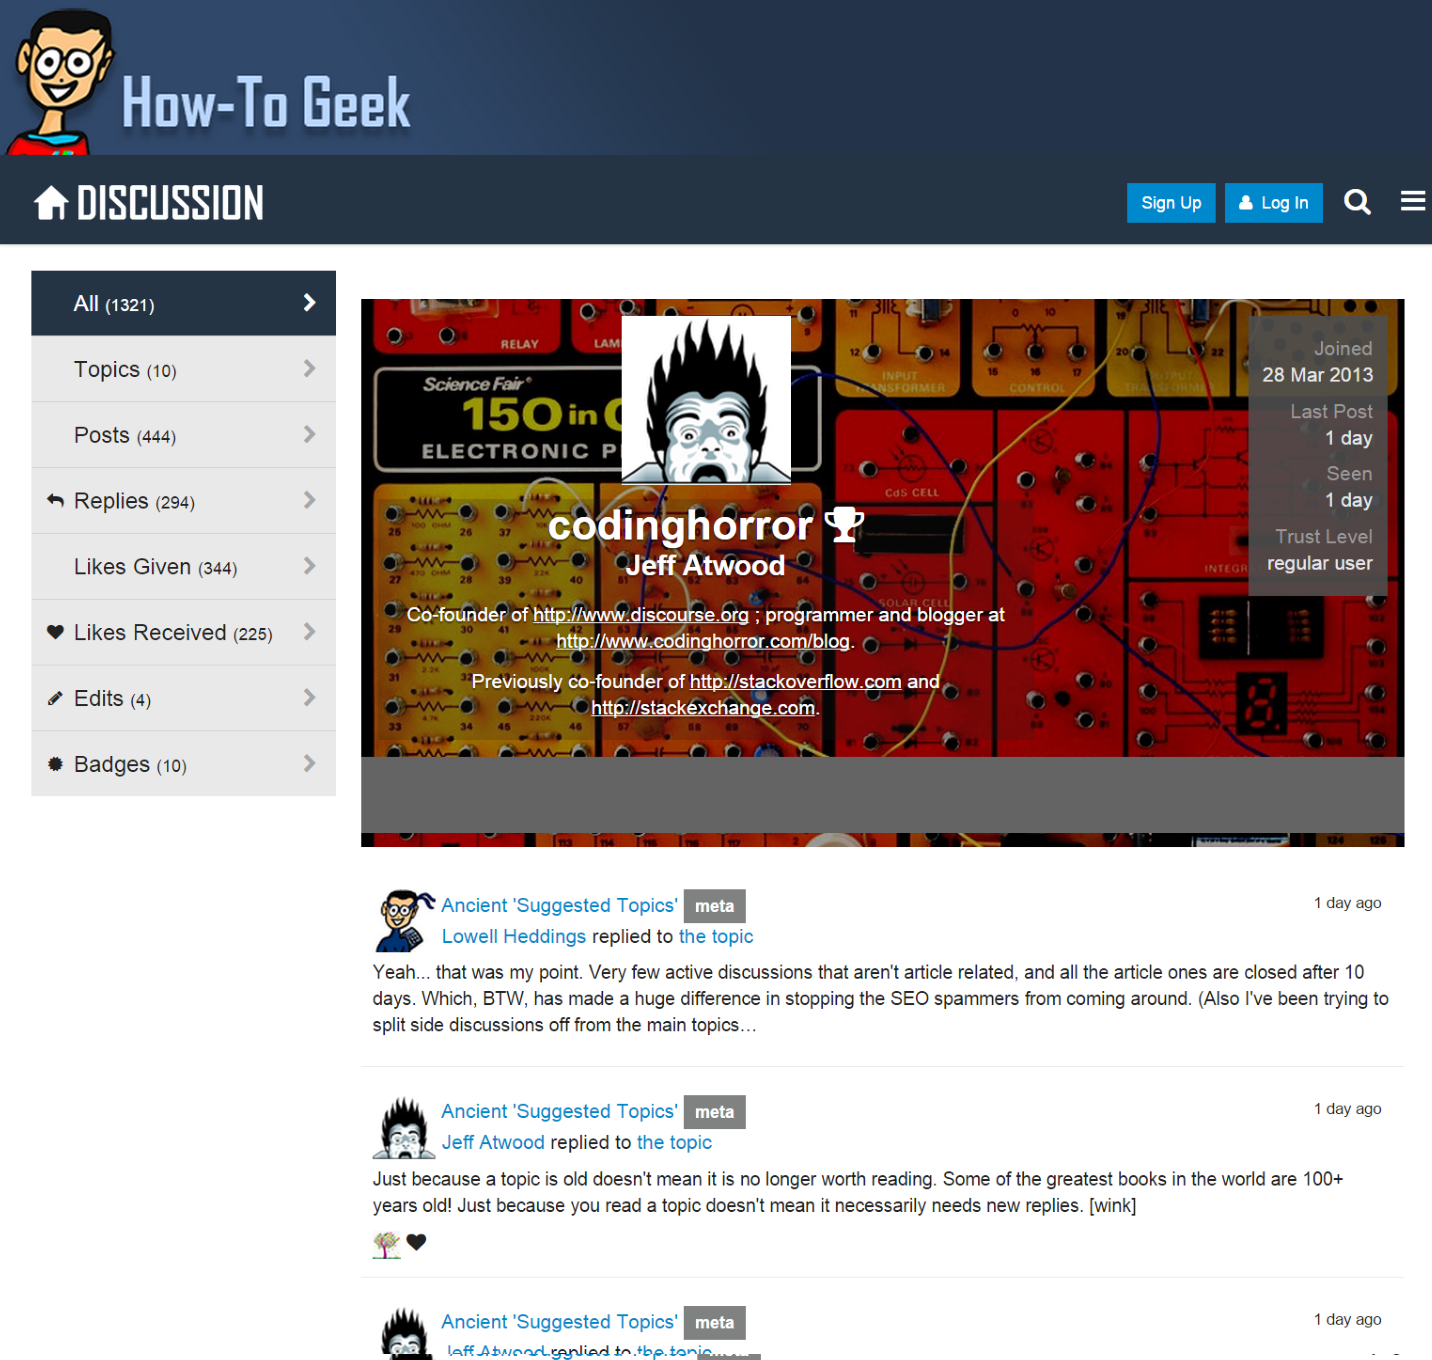 How-To Geek
DISCUSSION
Sign Up
Log In
All (1321)
Topics (10)
Posts (444)
Replies (294)
Likes Given (344)
Likes Received (225)
Edits (4)
Badges (10)
RELAY
Science Fair
150 in
ELECTRONIC
INPUT
CONTROL
CdS CELL
SOLAR CELL
codinghorror
Jeff Atwood
Co-founder of http://www.discourse.org ; programmer and blogger at
http://www.codinghorror.com/blog.
Previously co-founder of http://stackoverflow.com and
http://stackexchange.com.
Joined
28 Mar 2013
Last Post
1 day
Seen
1 day
Trust Level
regular user
Ancient 'Suggested Topics' meta
1 day ago
Lowell Heddings replied to the topic
Yeah... that was my point. Very few active discussions that aren't article related, and all the article ones are closed after 10
days. Which, BTW, has made a huge difference in stopping the SEO spammers from coming around. (Also I've been trying to
split side discussions off from the main topics…
Ancient 'Suggested Topics' meta
1 day ago
Jeff Atwood replied to the topic
Just because a topic is old doesn't mean it is no longer worth reading. Some of the greatest books in the world are 100+
years old! Just because you read a topic doesn't mean it necessarily needs new replies. [wink]
Ancient 'Suggested Topics' meta
1 day ago
Jeff Atwood replied to the topic